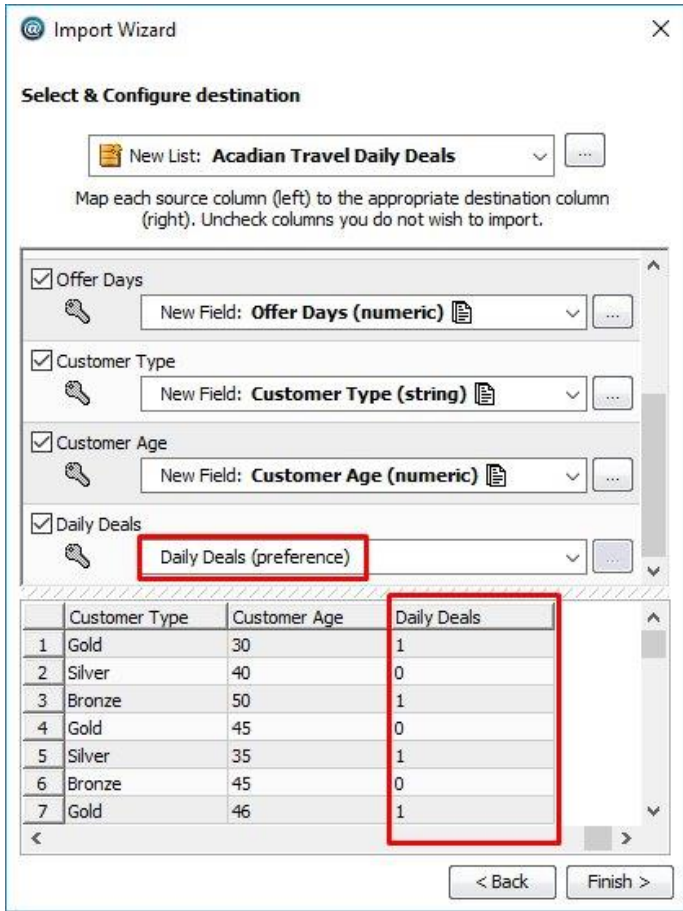 Import Wizard
Select & Configure destination
New List: Acadian Travel Daily Deals
...
Map each source column (left) to the appropriate destination column
(right). Uncheck columns you do not wish to import.
Offer Days
New Field: Offer Days (numeric)
...
Customer Type
New Field: Customer Type (string)
...
Customer Age
New Field: Customer Age (numeric)
...
Daily Deals
Daily Deals (preference)
...
Customer Type Customer Age Daily Deals
1 Gold 30 1
2 Silver 40 0
3 Bronze 50 1
4 Gold 45 0
5 Silver 35 1
6 Bronze 45 0
7 Gold 46 1
< Back Finish >